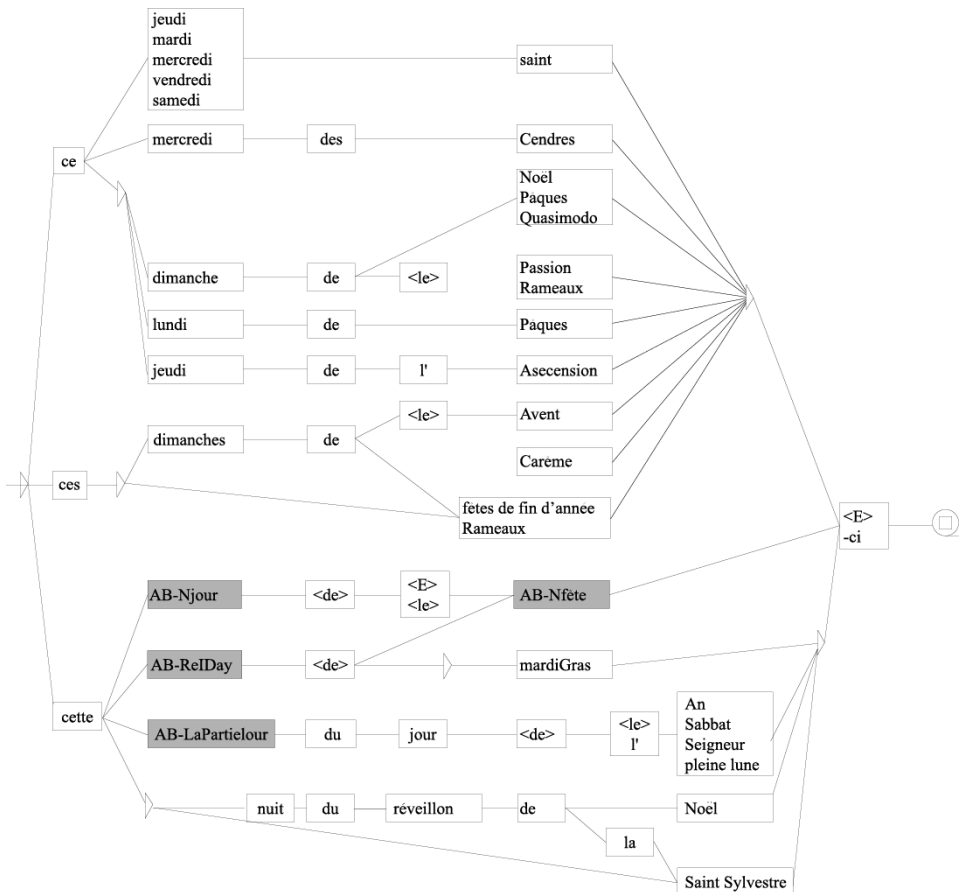 jeudi
mardi
mercredi
vendredi
samedi
saint
ce
mercredi
des
Cendres
Noël
Pâques
Quasimodo
dimanche
de
<le>
Passion
Rameaux
lundi
de
Pâques
jeudi
de
l'
Asecension
ces
dimanches
de
<le>
Avent
Carême
fêtes de fin d'année
Rameaux
<E>
-ci
cette
AB-Njour
<de>
<E>
<le>
AB-Nfête
AB-RelDay
<de>
mardiGras
AB-LaPartielour
du
jour
<de>
<le>
l'
An
Sabbat
Seigneur
pleine lune
nuit
du
réveillon
de
Noël
la
Saint Sylvestre